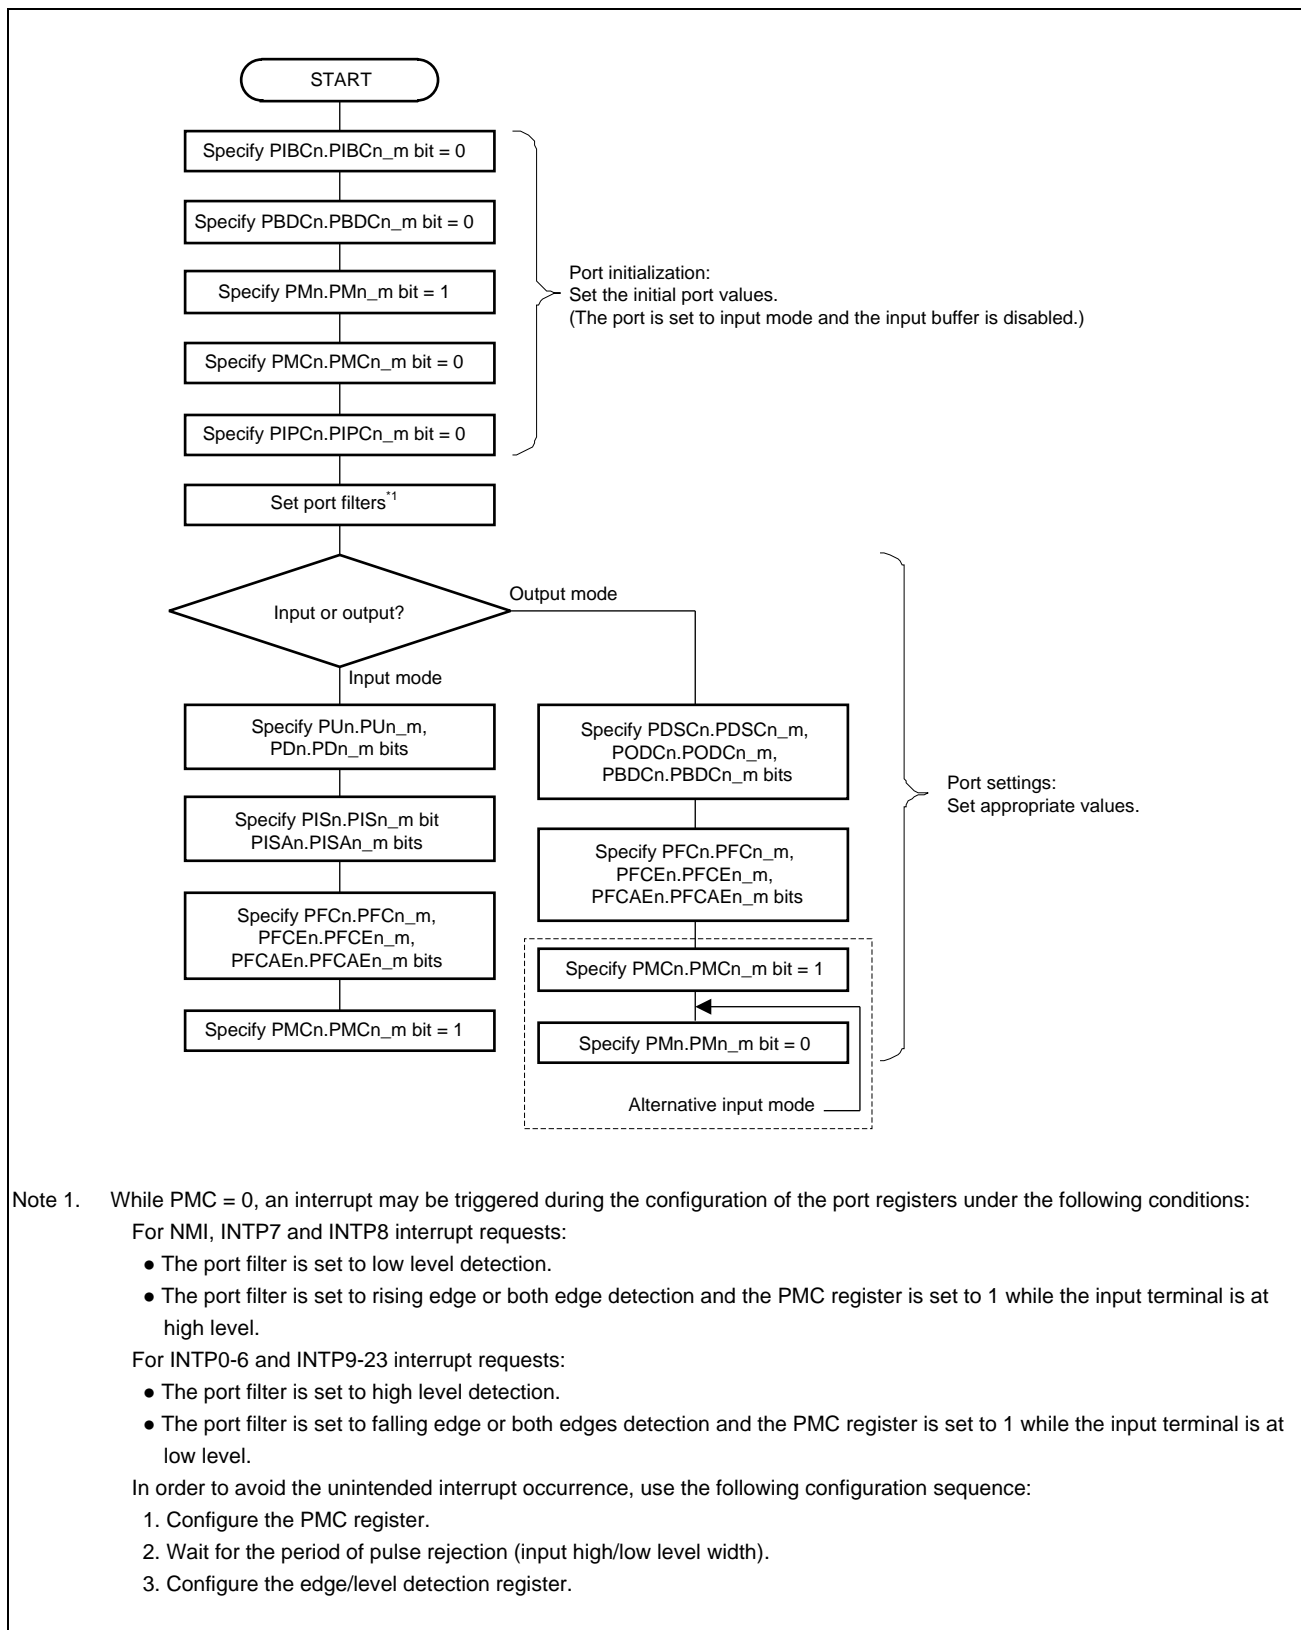 START
Specify PIBCn.PIBCn_m bit = 0
Specify PBDCn.PBDCn_m bit = 0
Specify PMn.PMn_m bit = 1
Specify PMCn.PMCn_m bit = 0
Specify PIPCn.PIPCn_m bit = 0
Port initialization:
Set the initial port values.
(The port is set to input mode and the input buffer is disabled.)
Set port filters*1
Input or output?
Output mode
Input mode
Specify PUn.PUn_m,
PDn.PDn_m bits
Specify PISn.PISn_m bit
PISAn.PISAn_m bits
Specify PFCn.PFCn_m,
PFCEn.PFCEn_m,
PFCAEn.PFCAEn_m bits
Specify PMCn.PMCn_m bit = 1
Specify PDSCn.PDSCn_m,
PODCn.PODCn_m,
PBDCn.PBDCn_m bits
Specify PFCn.PFCn_m,
PFCEn.PFCEn_m,
PFCAEn.PFCAEn_m bits
Specify PMCn.PMCn_m bit = 1
Specify PMn.PMn_m bit = 0
Alternative input mode
Port settings:
Set appropriate values.
Note 1. While PMC = 0, an interrupt may be triggered during the configuration of the port registers under the following conditions:
For NMI, INTP7 and INTP8 interrupt requests:
● The port filter is set to low level detection.
● The port filter is set to rising edge or both edge detection and the PMC register is set to 1 while the input terminal is at
high level.
For INTP0-6 and INTP9-23 interrupt requests:
● The port filter is set to high level detection.
● The port filter is set to falling edge or both edges detection and the PMC register is set to 1 while the input terminal is at
low level.
In order to avoid the unintended interrupt occurrence, use the following configuration sequence:
1. Configure the PMC register.
2. Wait for the period of pulse rejection (input high/low level width).
3. Configure the edge/level detection register.